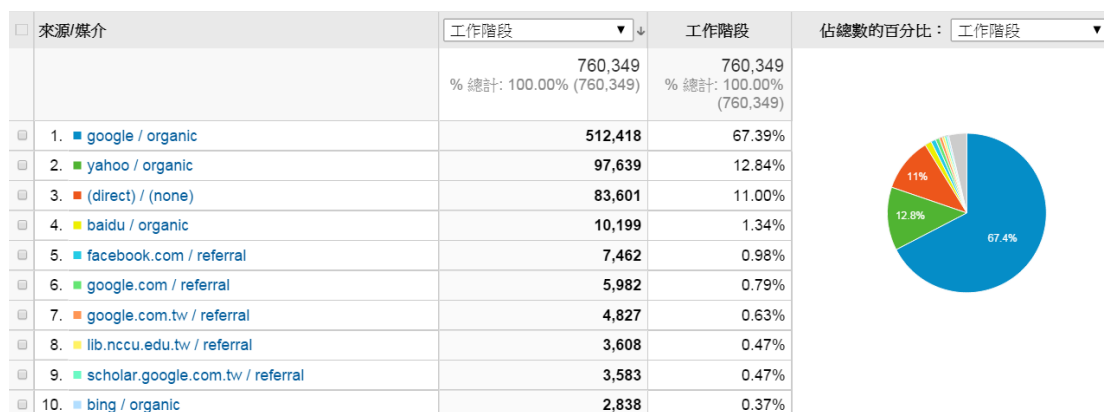 來源/媒介 工作階段 ▼ ↓ 工作階段 佔總數的百分比： 工作階段 ▼
760,349 760,349
% 總計: 100.00% (760,349) % 總計: 100.00%
(760,349)
1. google / organic 512,418 67.39%
2. yahoo / organic 97,639 12.84%
3. (direct) / (none) 83,601 11.00%
4. baidu / organic 10,199 1.34%
5. facebook.com / referral 7,462 0.98%
6. google.com / referral 5,982 0.79%
7. google.com.tw / referral 4,827 0.63%
8. lib.nccu.edu.tw / referral 3,608 0.47%
9. scholar.google.com.tw / referral 3,583 0.47%
10. bing / organic 2,838 0.37%
11%
12.8%
67.4%